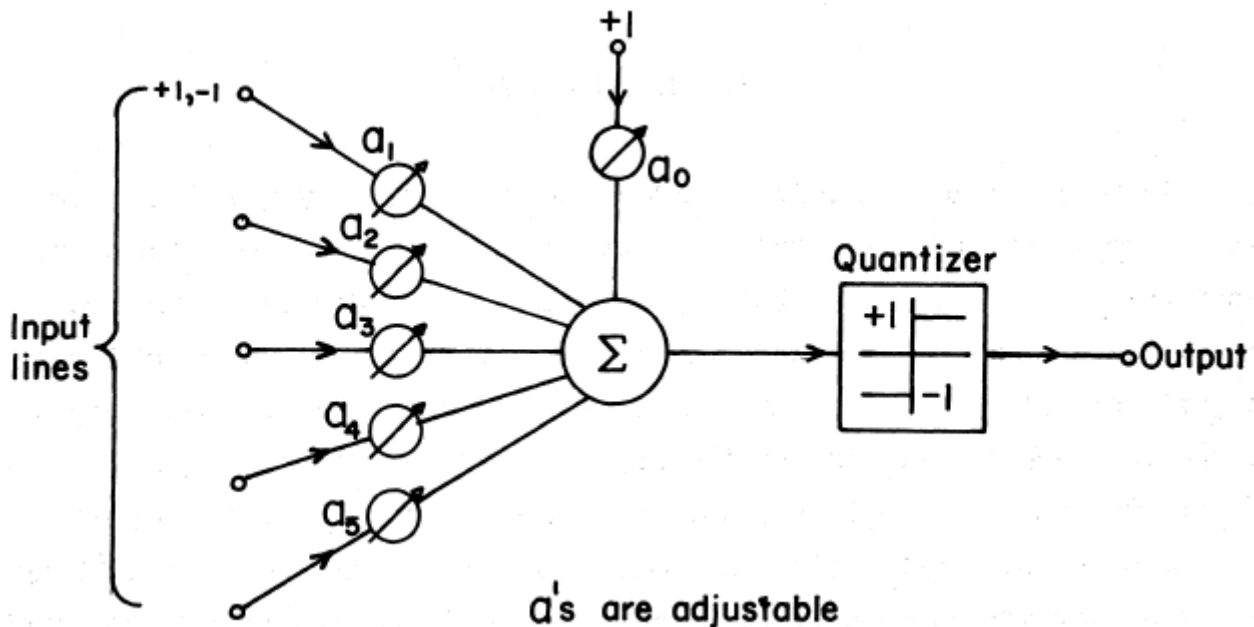 +1
+1,-1
a₁
a₀
a₂
Quantizer
a₃
+1
Input
lines
Σ
Output
-1
a₄
a₅
a's are adjustable